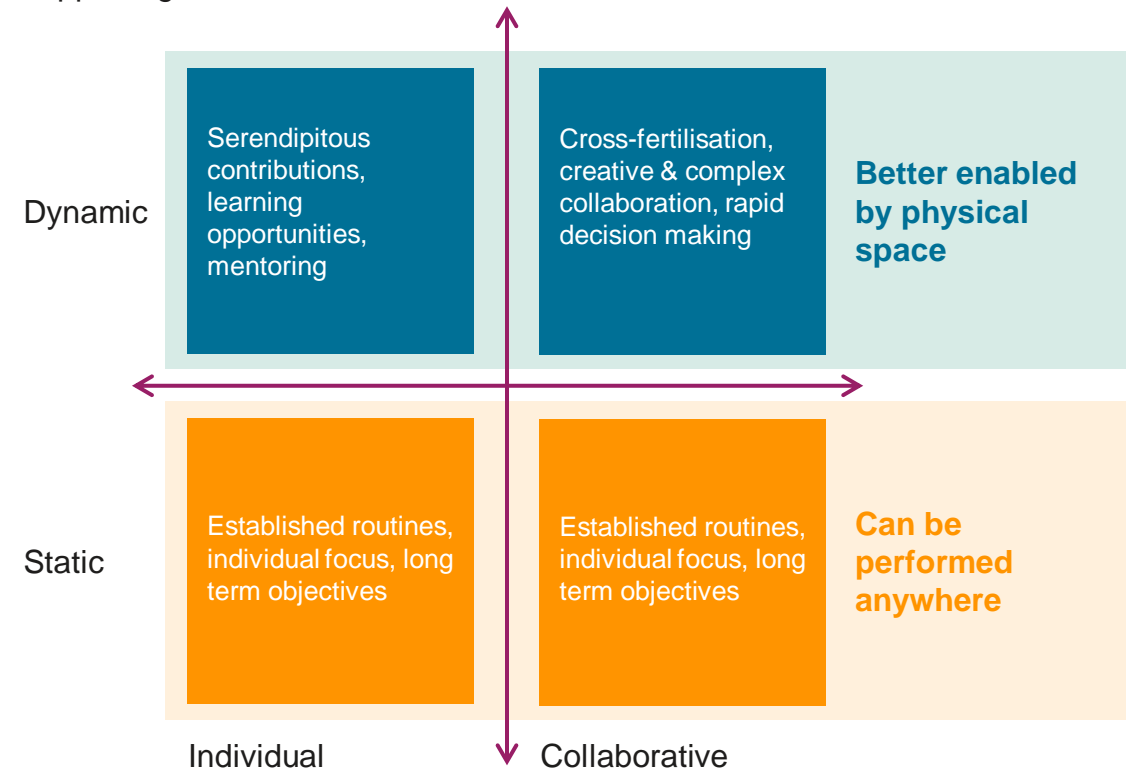 Dynamic
Serendipitous
contributions,
learning
opportunities,
mentoring
Cross-fertilisation,
creative & complex
collaboration, rapid
decision making
Better enabled
by physical
space
Static
Established routines,
individual focus, long
term objectives
Established routines,
individual focus, long
term objectives
Can be
performed
anywhere
Individual
Collaborative